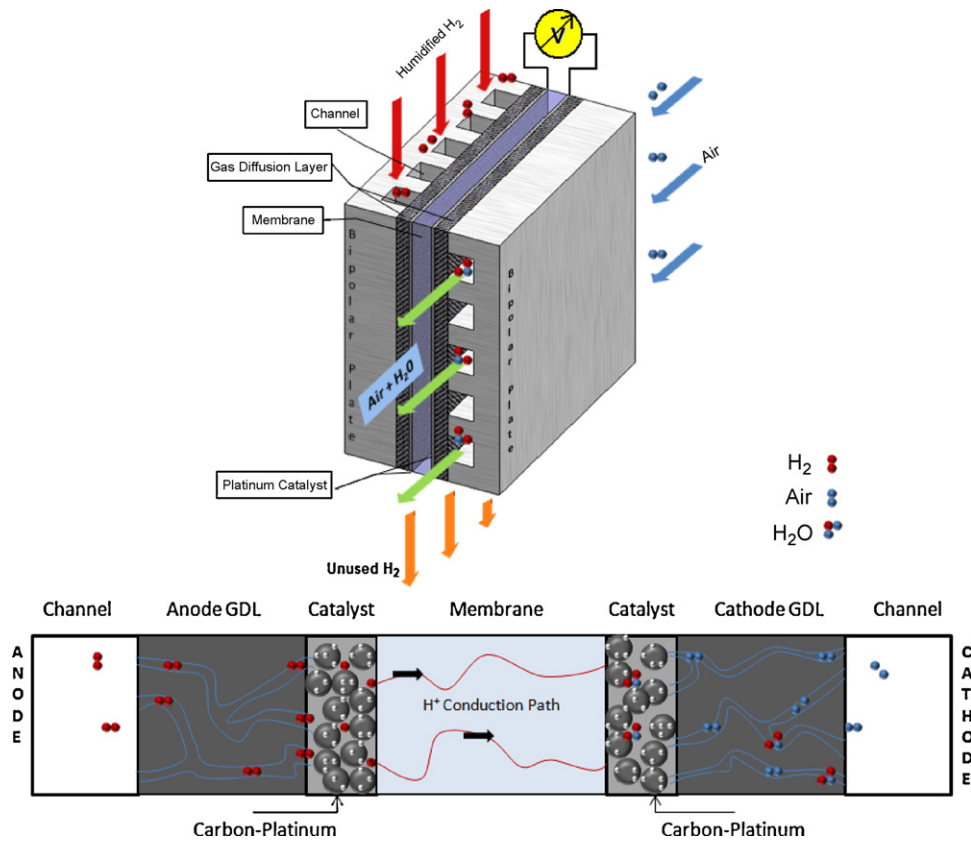 Humidified H2
V
Channel
Gas Diffusion Layer
Membrane
Air
Bipolar Plate
Bipolar Plate
Air + H20
Platinum Catalyst
Unused H2
H2
Air
H2O
Channel Anode GDL Catalyst Membrane Catalyst Cathode GDL Channel
ANODE
H+ Conduction Path
CATHODE
Carbon-Platinum Carbon-Platinum